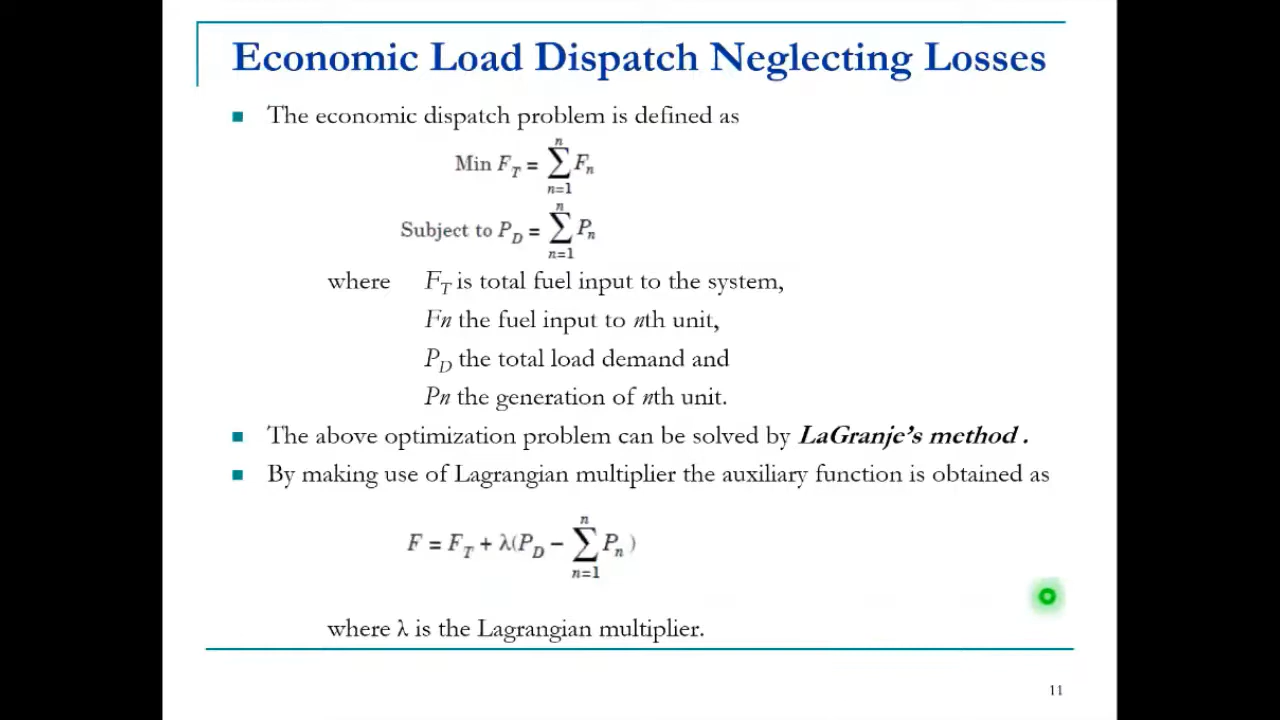 Economic Load Dispatch Neglecting Losses
The economic dispatch problem is defined as
Min F_T = \sum_{n=1}^{n} F_n
Subject to P_D = \sum_{n=1}^{n} P_n
where F_T is total fuel input to the system,
Fn the fuel input to nth unit,
P_D the total load demand and
Pn the generation of nth unit.
The above optimization problem can be solved by LaGranje's method .
By making use of Lagrangian multiplier the auxiliary function is obtained as
F = F_T + λ(P_D − \sum_{n=1}^{n} P_n )
where λ is the Lagrangian multiplier.
11